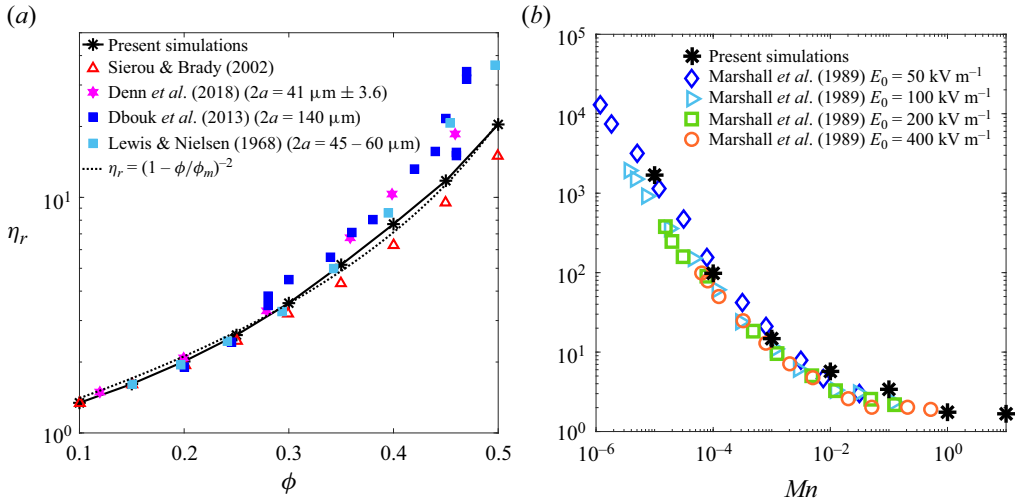 (a)
Present simulations
Sierou & Brady (2002)
Denn et al. (2018) (2a = 41 μm ± 3.6)
Dbouk et al. (2013) (2a = 140 μm)
Lewis & Nielsen (1968) (2a = 45 – 60 μm)
η_r = (1 – ϕ/ϕ_m)^–2
10^1
η_r
10^0
0.1 0.2 0.3 0.4 0.5
ϕ
(b)
Present simulations
Marshall et al. (1989) E_0 = 50 kV m^–1
Marshall et al. (1989) E_0 = 100 kV m^–1
Marshall et al. (1989) E_0 = 200 kV m^–1
Marshall et al. (1989) E_0 = 400 kV m^–1
10^5
10^4
10^3
10^2
10^1
10^0
10^–6 10^–4 10^–2 10^0
Mn